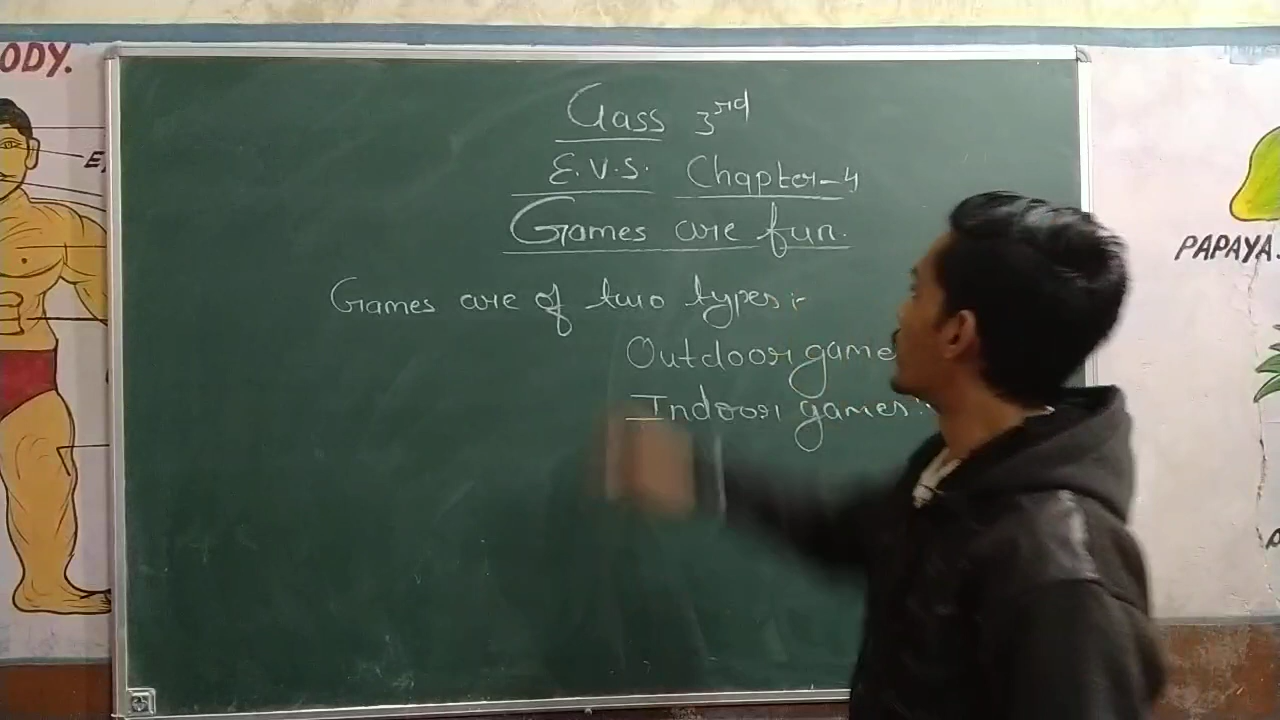 ODY.
Class 3rd
E.V.S. Chapter-4
Games are fun.
Games are of two types:-
Outdoor game
Indoor games:-
PAPAYA.